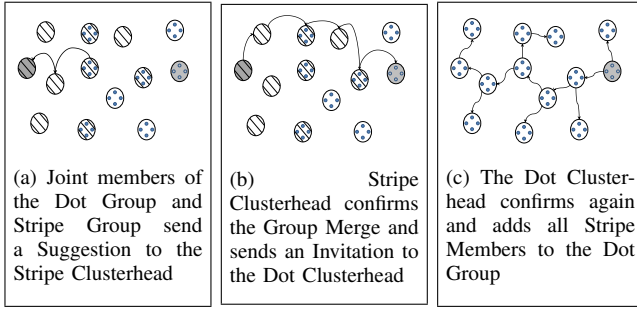 (a) Joint members of
the Dot Group and
Stripe Group send
a Suggestion to the
Stripe Clusterhead
(b) Stripe
Clusterhead confirms
the Group Merge and
sends an Invitation to
the Dot Clusterhead
(c) The Dot Cluster-
head confirms again
and adds all Stripe
Members to the Dot
Group